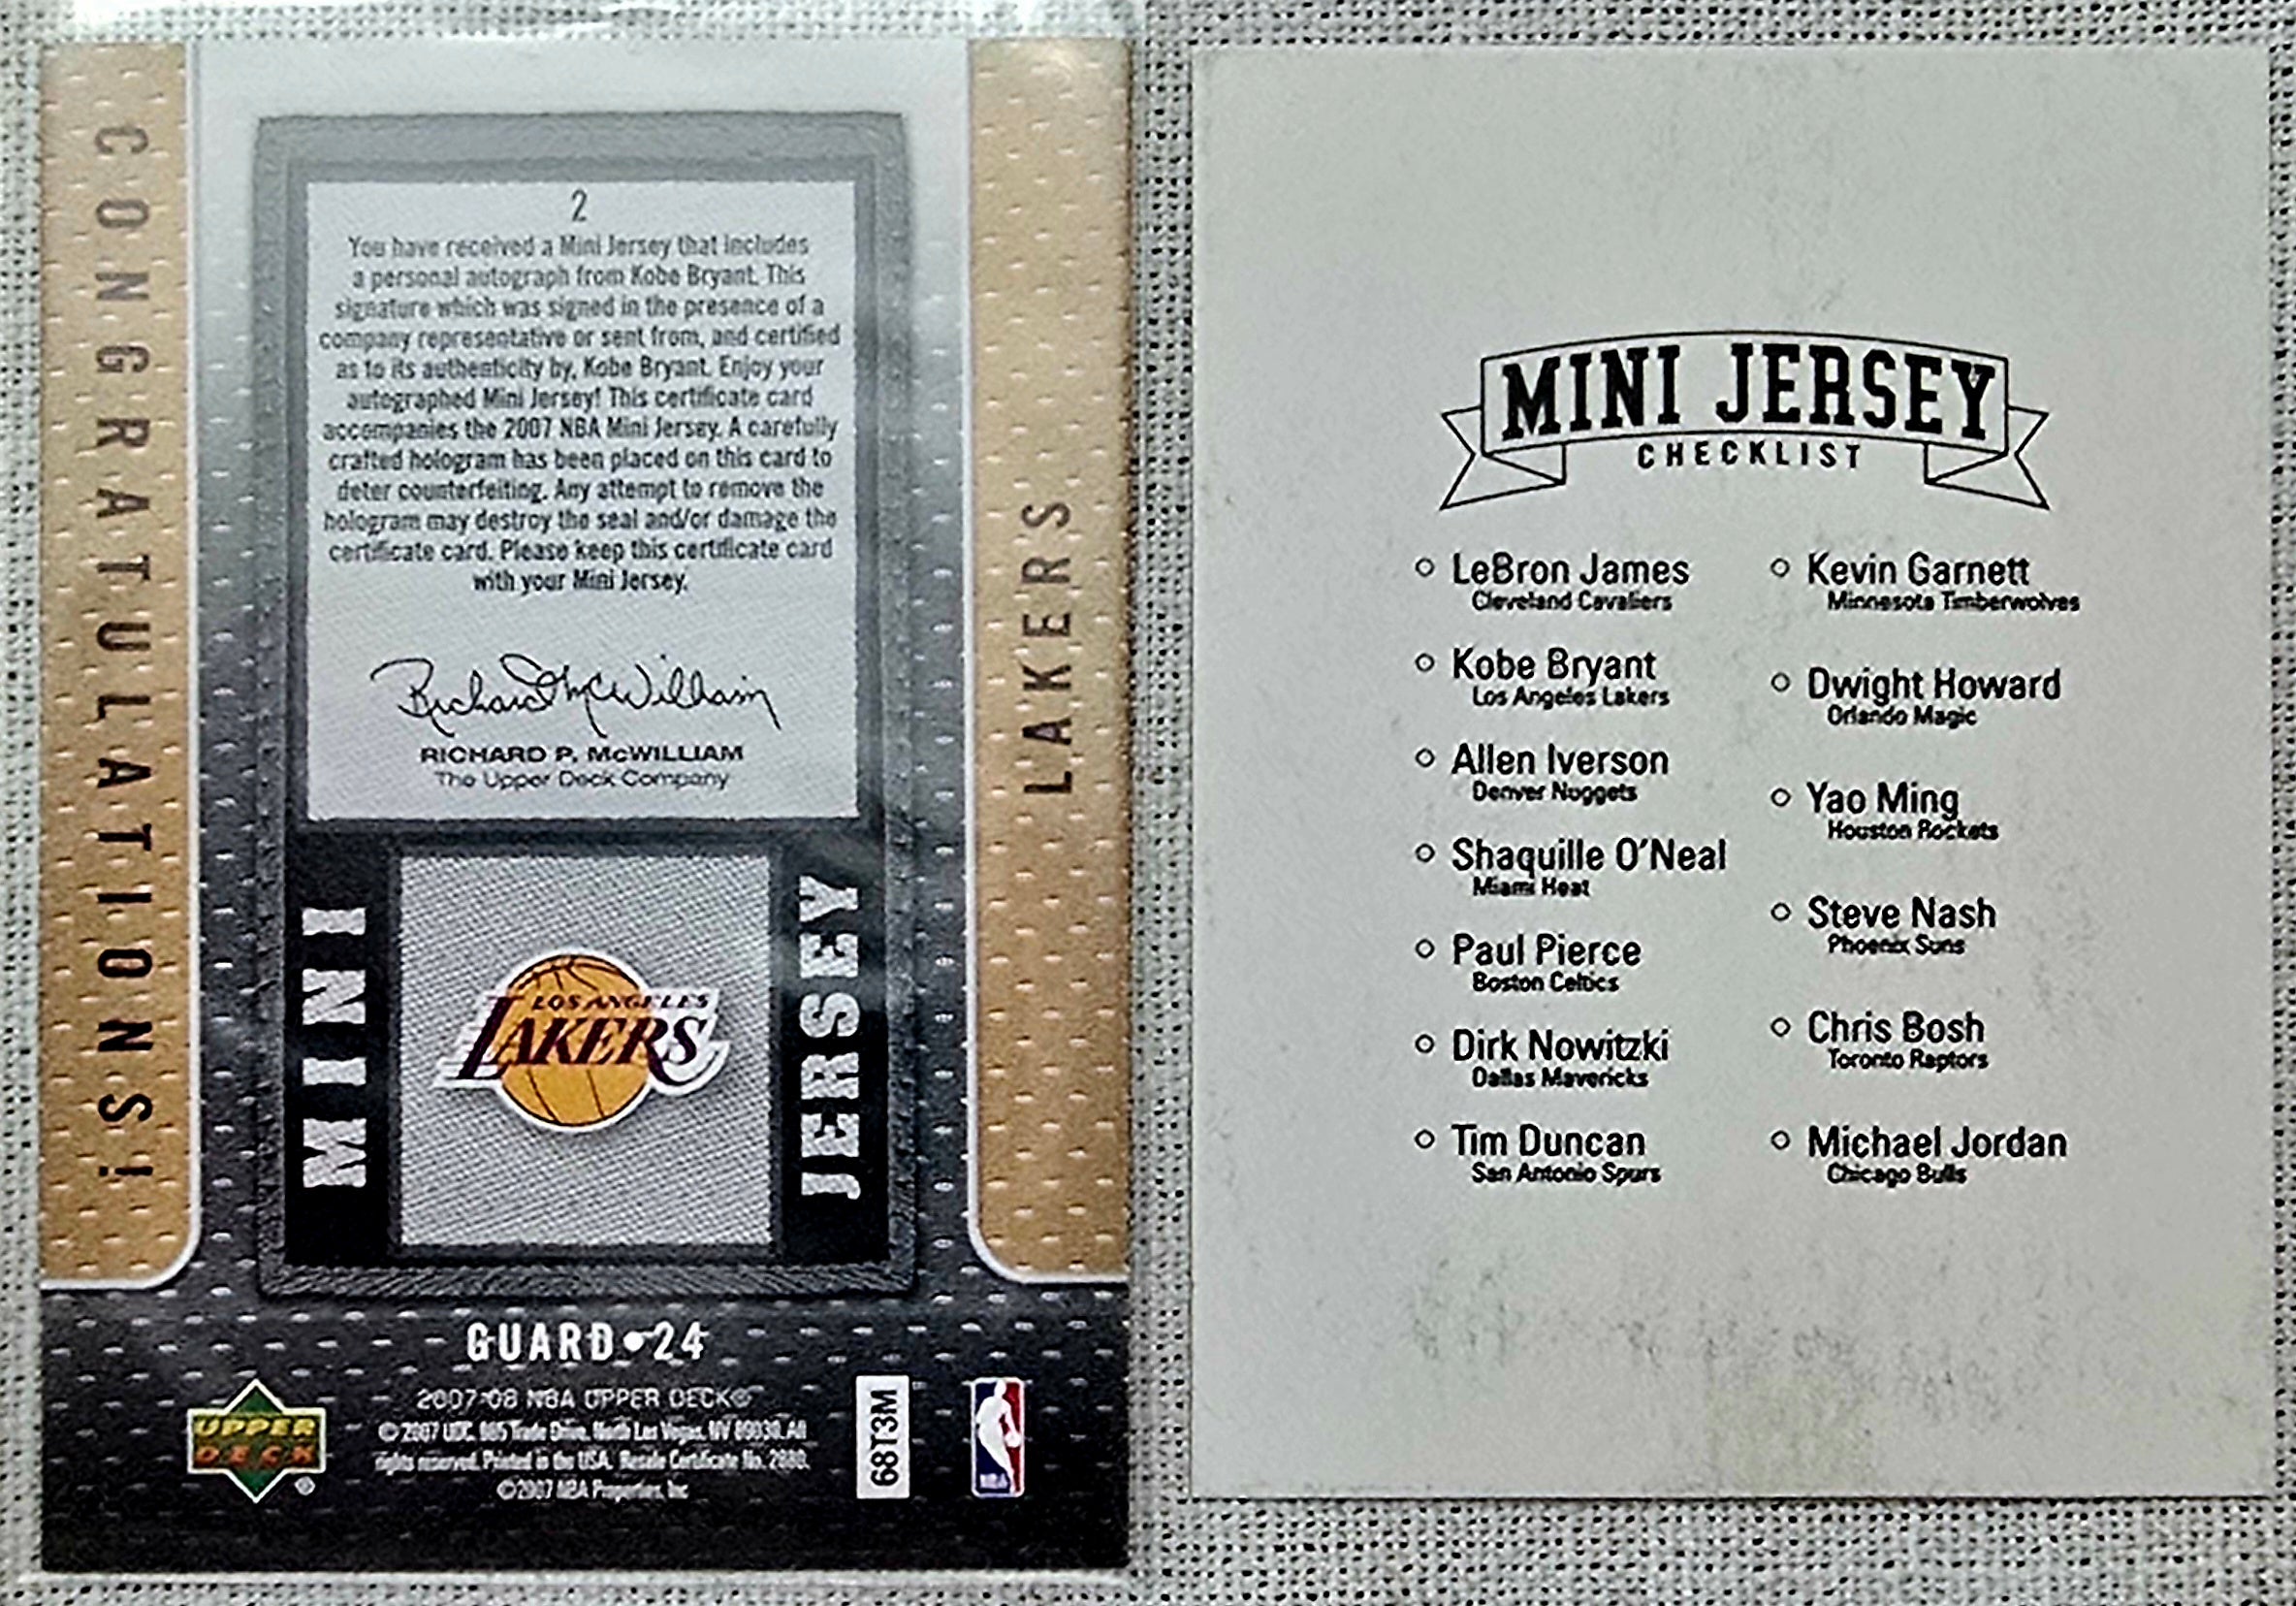 CONGRATULATIONS!
2
You have received a Mini Jersey that includes
a personal autograph from Kobe Bryant. This
signature which was signed in the presence of a
company representative or sent from, and certified
as to its authenticity by, Kobe Bryant. Enjoy your
autographed Mini Jersey! This certificate card
accompanies the 2007 NBA Mini Jersey. A carefully
crafted hologram has been placed on this card to
deter counterfeiting. Any attempt to remove the
hologram may destroy the seal and/or damage the
certificate card. Please keep this certificate card
with your Mini Jersey.
Richard McWilliam
RICHARD P. McWILLIAM
The Upper Deck Company
LAKERS
MINI
LOS ANGELES
LAKERS
JERSEY
GUARD•24
UPPER
DECK
®
2007-08 NBA UPPER DECK®
©2007 UDC. 985 Trade Drive, North Las Vegas, NV 89030. All
rights reserved. Printed in the USA. Resale Certificate No. 2880.
©2007 NBA Properties, Inc
68T3M
NBA
MINI JERSEY
CHECKLIST
LeBron James
Cleveland Cavaliers
Kobe Bryant
Los Angeles Lakers
Allen Iverson
Denver Nuggets
Shaquille O'Neal
Miami Heat
Paul Pierce
Boston Celtics
Dirk Nowitzki
Dallas Mavericks
Tim Duncan
San Antonio Spurs
Kevin Garnett
Minnesota Timberwolves
Dwight Howard
Orlando Magic
Yao Ming
Houston Rockets
Steve Nash
Phoenix Suns
Chris Bosh
Toronto Raptors
Michael Jordan
Chicago Bulls